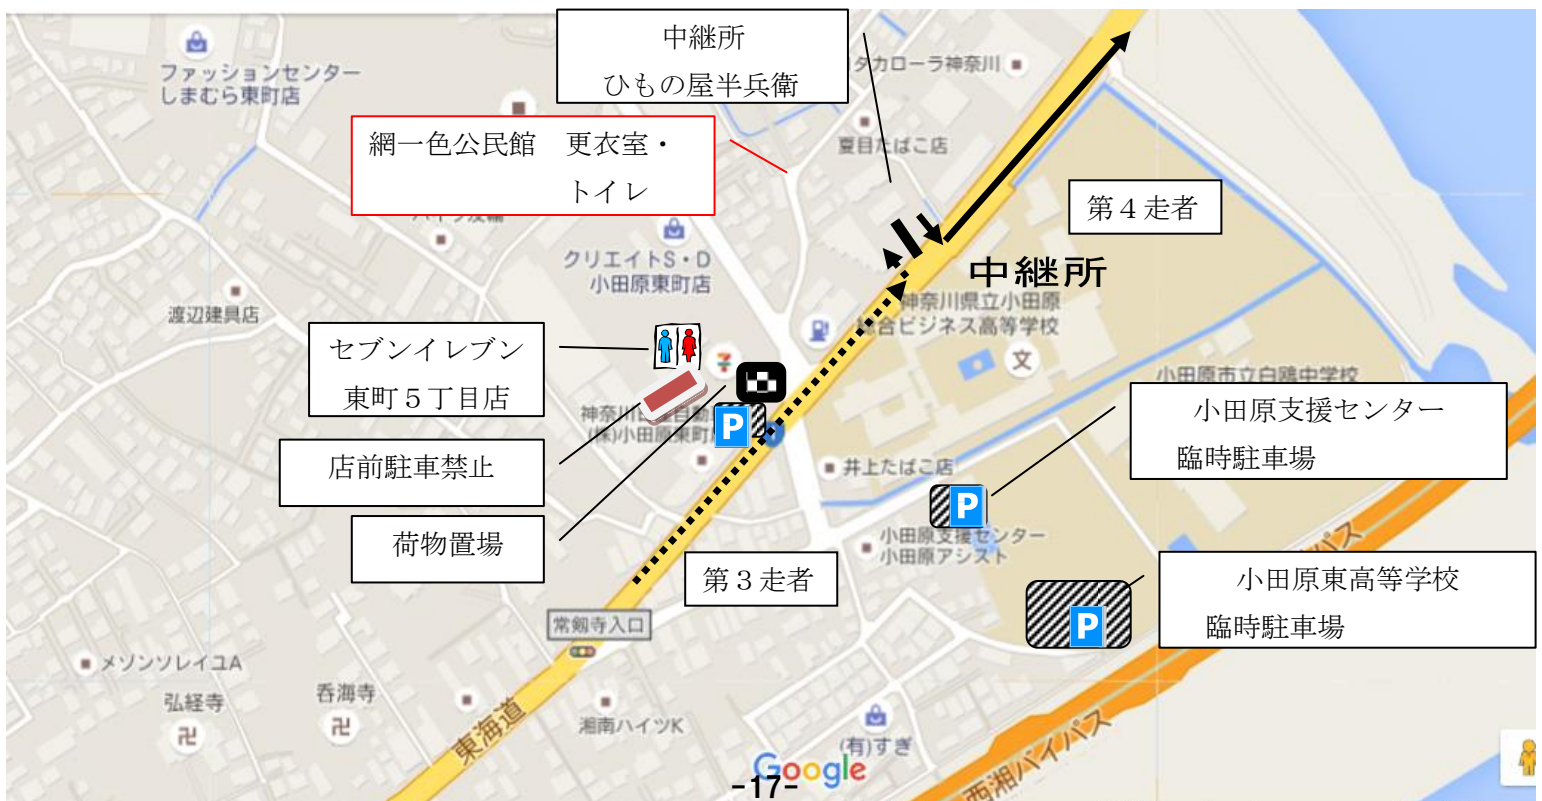 中継所
ひもの屋半兵衛
タカローラ神奈川
ファッションセンター
しまむら東町店
夏目たばこ店
網一色公民館　更衣室・
トイレ
第４走者
クリエイトS・D
小田原東町店
中継所
渡辺建具店
神奈川県立小田原
総合ビジネス高等学校
文
セブンイレブン
東町５丁目店
7
小田原市立白鴎中学校
小田原支援センター
臨時駐車場
P
店前駐車禁止
井上たばこ店
P
荷物置場
小田原支援センター
小田原アシスト
第３走者
小田原東高等学校
臨時駐車場
P
常剱寺入口
メゾンソレイユA
弘経寺
呑海寺
湘南ハイツK
東海道
(有)すぎ
西湘バイパス
Google
-17-